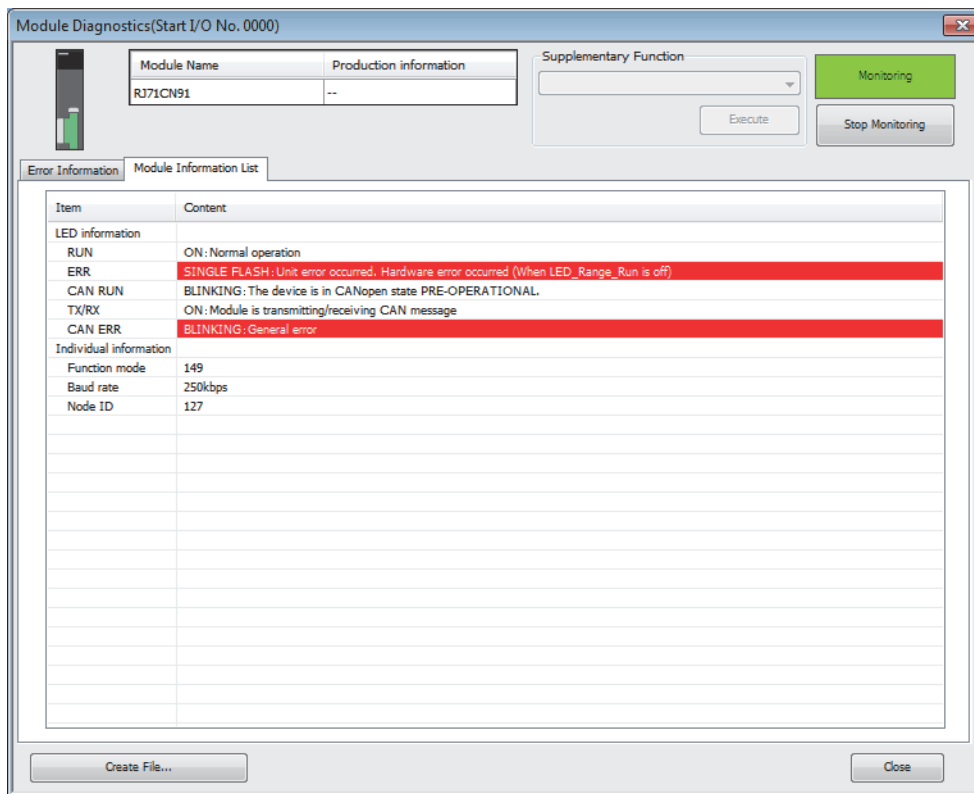 Module Diagnostics(Start I/O No. 0000)
Module Name Production information
RJ71CN91 --
Supplementary Function
Execute
Monitoring
Stop Monitoring
Error Information Module Information List
Item Content
LED information
RUN ON:Normal operation
ERR SINGLE FLASH:Unit error occurred. Hardware error occurred (When LED_Range_Run is off)
CAN RUN BLINKING:The device is in CANopen state PRE-OPERATIONAL.
TX/RX ON:Module is transmitting/receiving CAN message
CAN ERR BLINKING:General error
Individual information
Function mode 149
Baud rate 250kbps
Node ID 127
Create File... Close